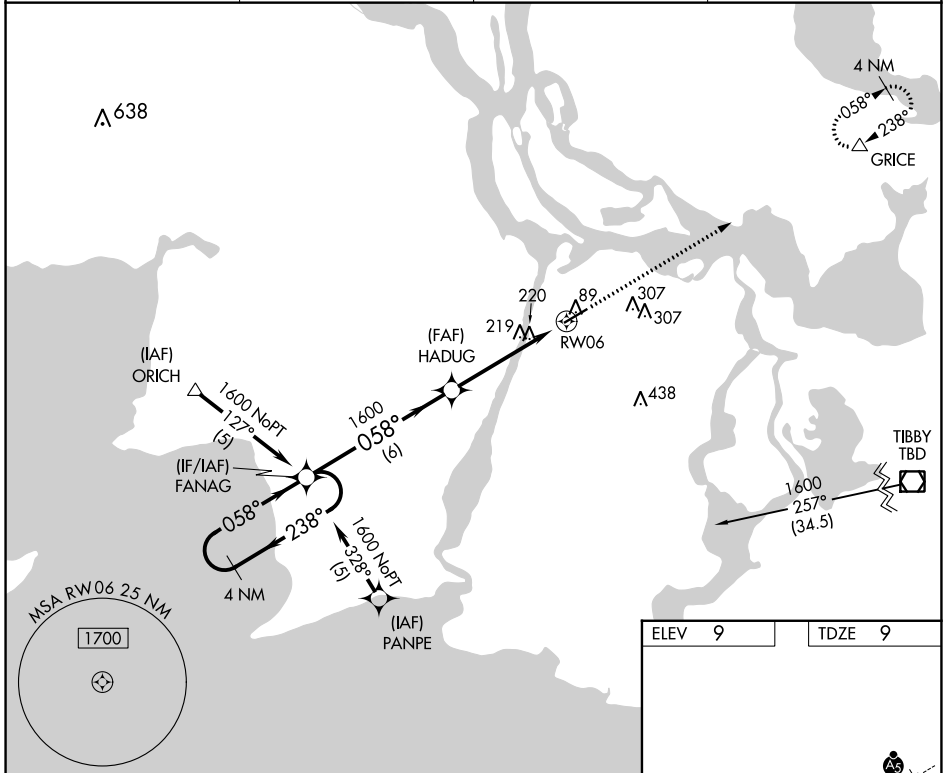 638
4 NM
058°
238°
GRICE
220
89
307
307
219
RW06
(FAF)
HADUG
(IAF)
ORICH
1600 NoPT
127°
(5)
1600
058°
(6)
438
(IF/IAF)
FANAG
TIBBY
TBD
1600
257°
(34.5)
058°
238°
1600 NoPT
328°
(5)
4 NM
(IAF)
PANPE
MSA RW06 25 NM
1700
ELEV 9
TDZE 9
A5